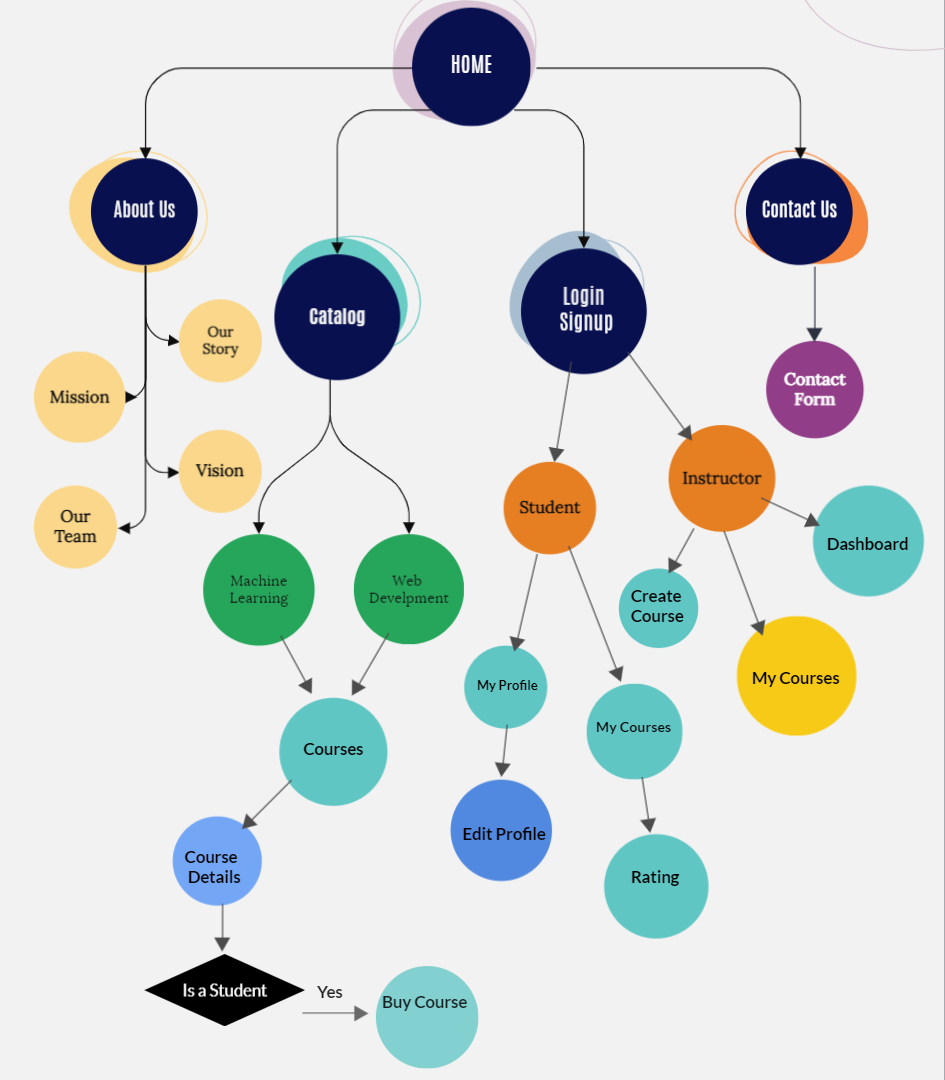 HOME
About Us
Contact Us
Catalog
Login
Signup
Our
Story
Mission
Contact
Form
Vision
Our
Team
Student
Instructor
Dashboard
Machine
Learning
Web
Develpment
Create
Course
My Profile
My Courses
My Courses
Courses
Edit Profile
Course
Details
Rating
Is a Student
Yes
Buy Course